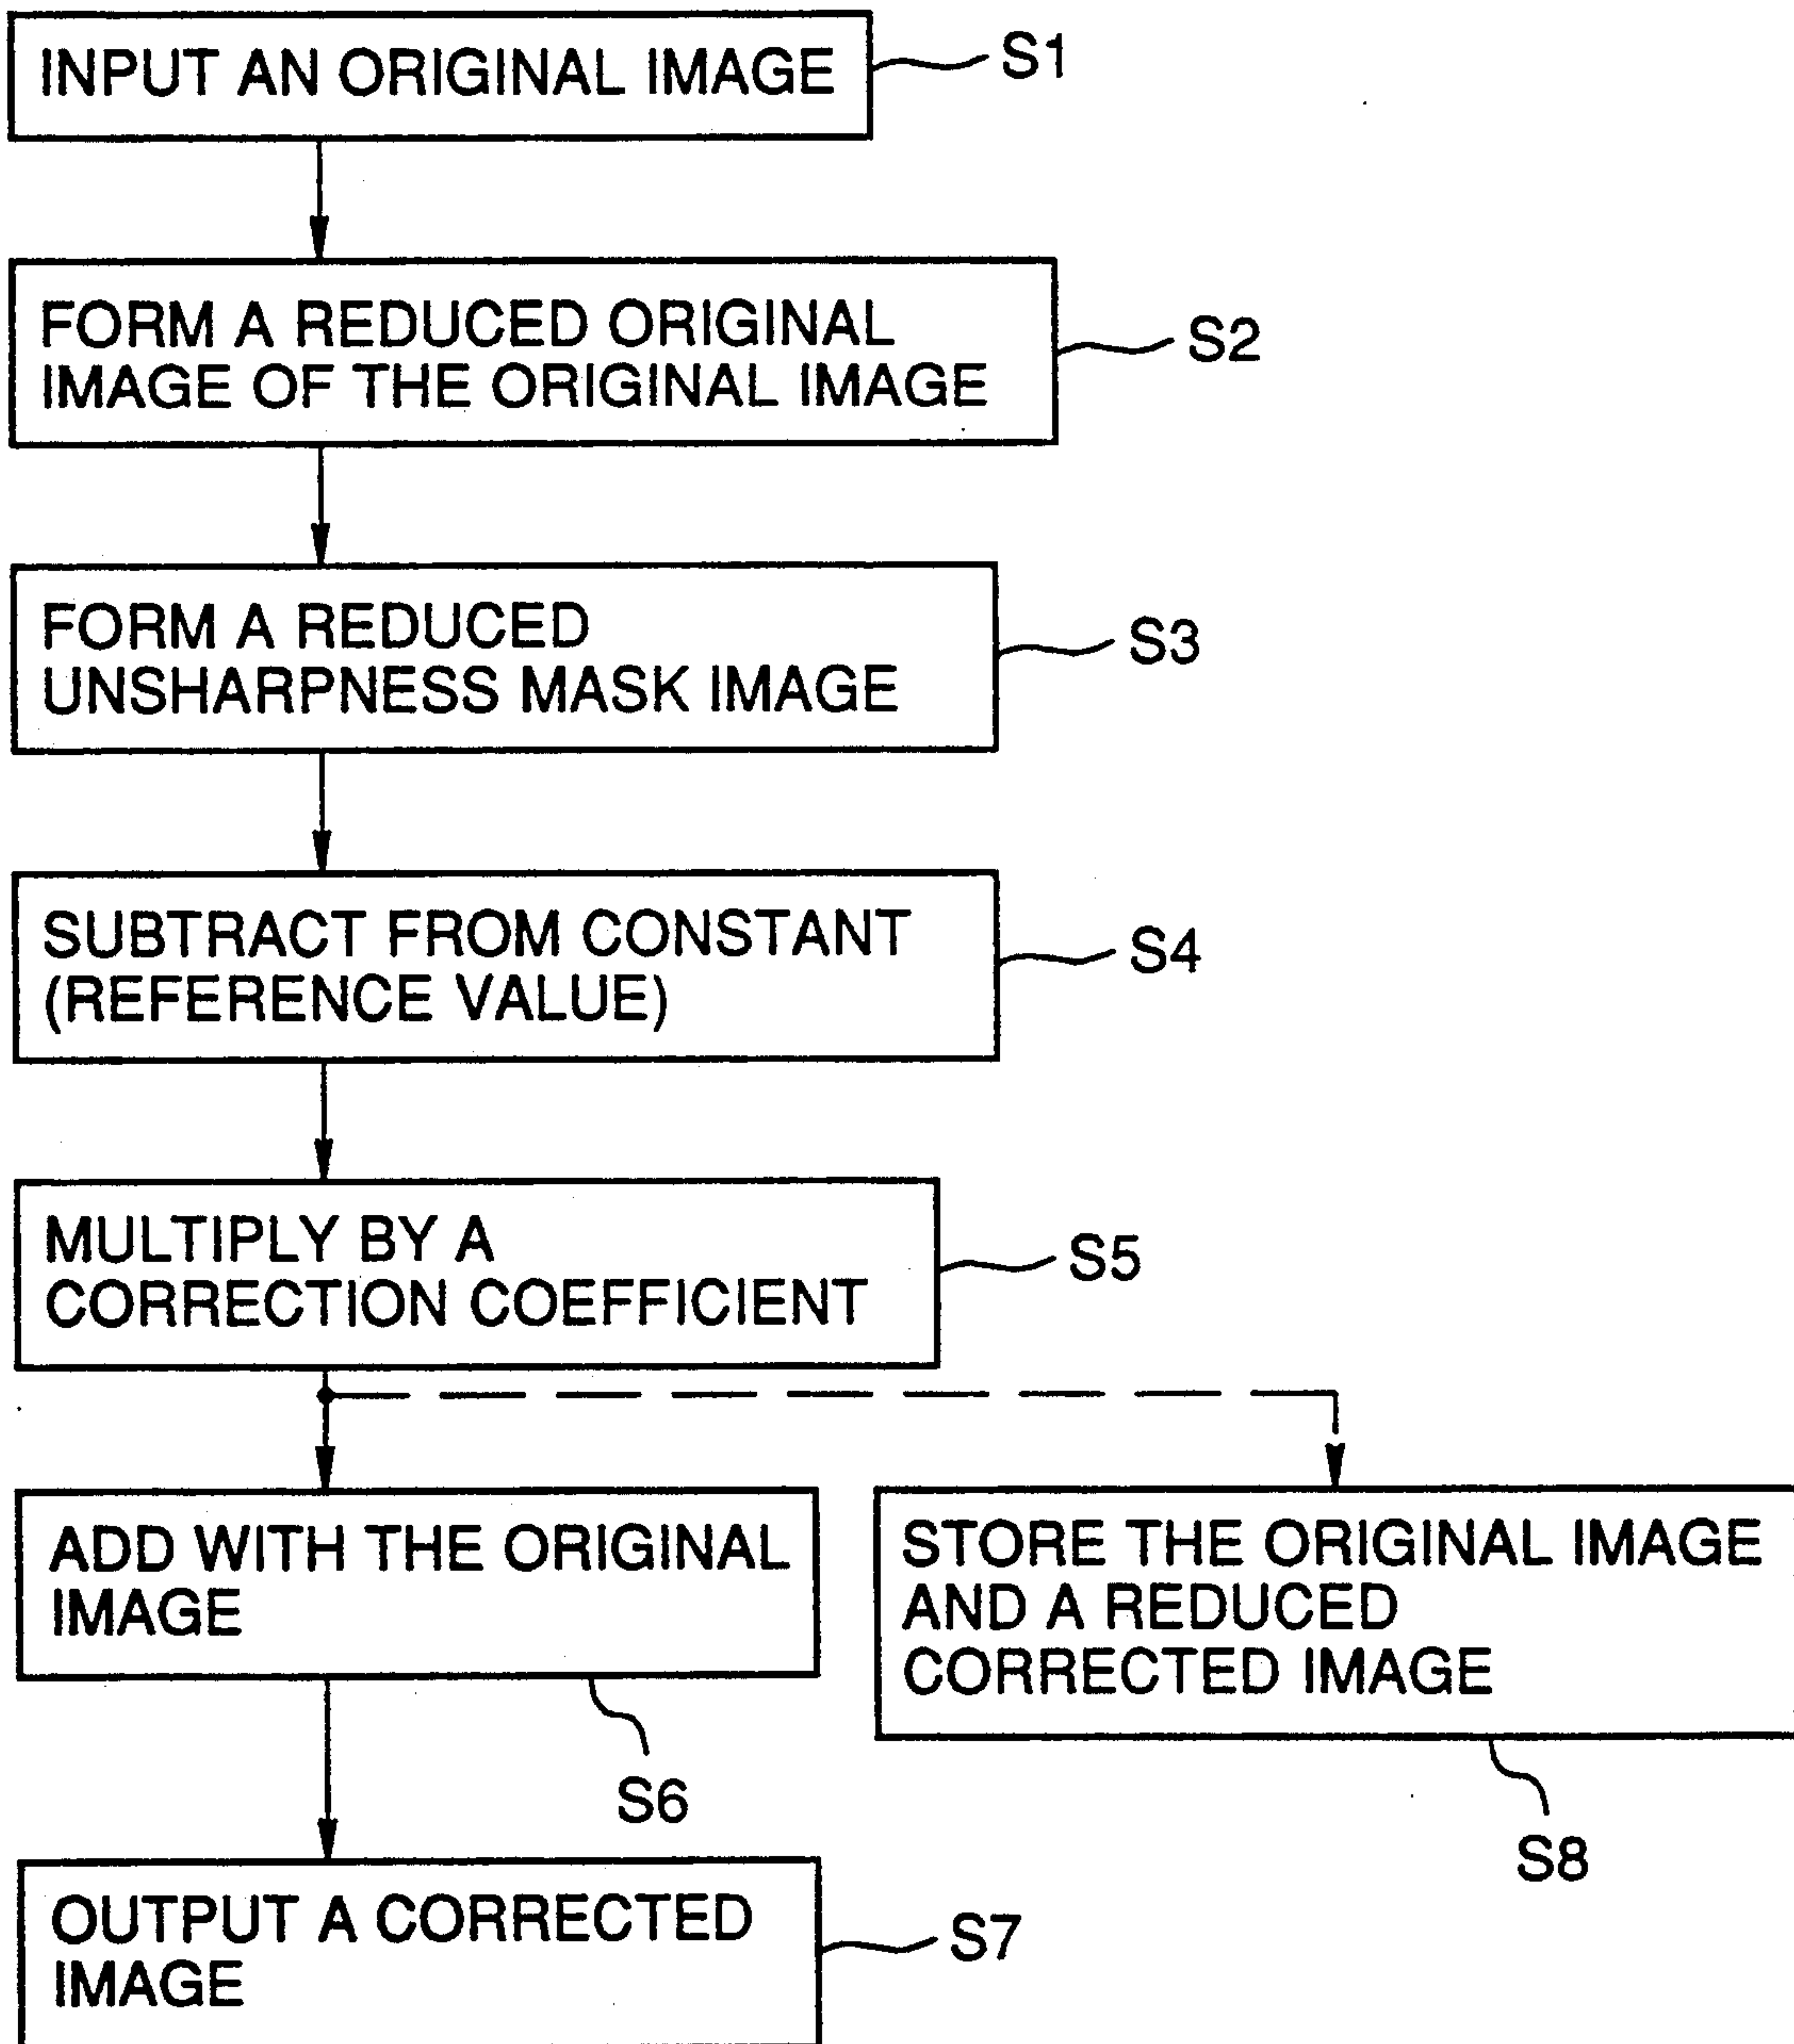 INPUT AN ORIGINAL IMAGE
S1
FORM A REDUCED ORIGINAL
IMAGE OF THE ORIGINAL IMAGE
S2
FORM A REDUCED
UNSHARPNESS MASK IMAGE
S3
SUBTRACT FROM CONSTANT
(REFERENCE VALUE)
S4
MULTIPLY BY A
CORRECTION COEFFICIENT
S5
ADD WITH THE ORIGINAL
IMAGE
S6
STORE THE ORIGINAL IMAGE
AND A REDUCED
CORRECTED IMAGE
S8
OUTPUT A CORRECTED
IMAGE
S7